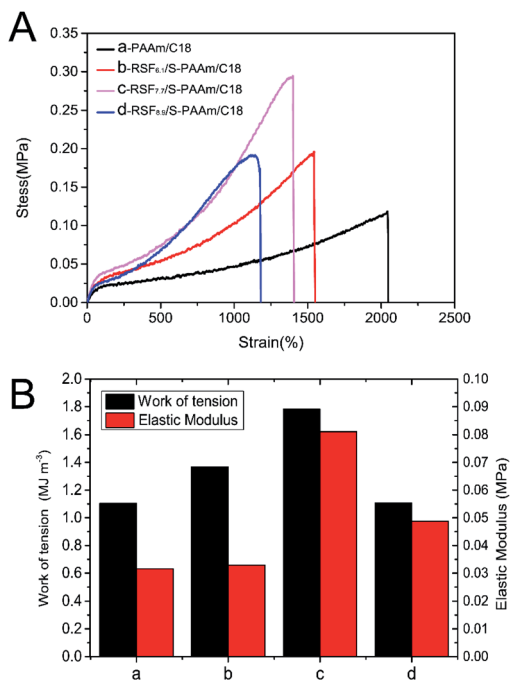 A
a-PAAm/C18
b-RSF6.1/S-PAAm/C18
c-RSF7.7/S-PAAm/C18
d-RSF8.9/S-PAAm/C18
0.35
0.30
0.25
0.20
0.15
0.10
0.05
0.00
Stess(MPa)
0 500 1000 1500 2000 2500
Strain(%)
B
Work of tension
Elastic Modulus
2.0
1.8
1.6
1.4
1.2
1.0
0.8
0.6
0.4
0.2
0.0
Work of tension (MJ m-3)
0.10
0.09
0.08
0.07
0.06
0.05
0.04
0.03
0.02
0.01
0.00
Elastic Modulus (MPa)
a b c d